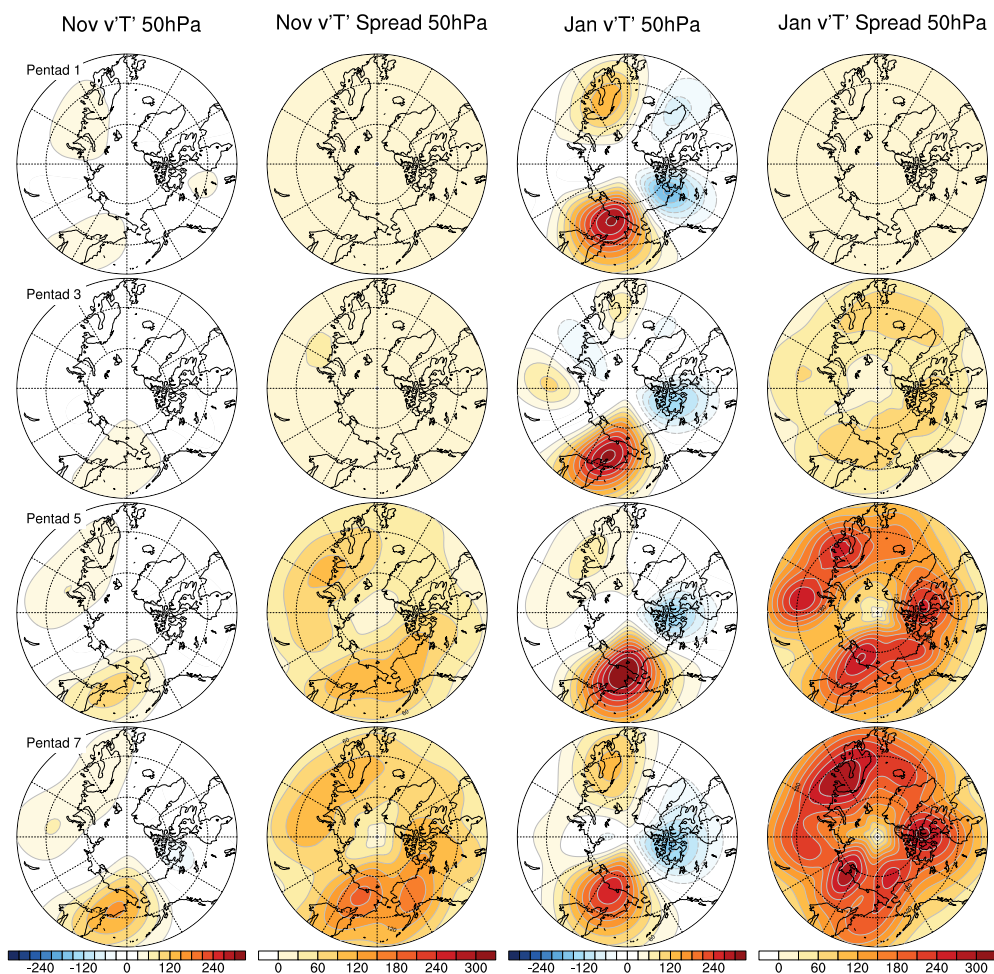 Nov v'T' 50hPa
Nov v'T' Spread 50hPa
Jan v'T' 50hPa
Jan v'T' Spread 50hPa
Pentad 1
Pentad 3
Pentad 5
Pentad 7
-240 -120 0 120 240
0 60 120 180 240 300
-240 -120 0 120 240
0 60 120 180 240 300